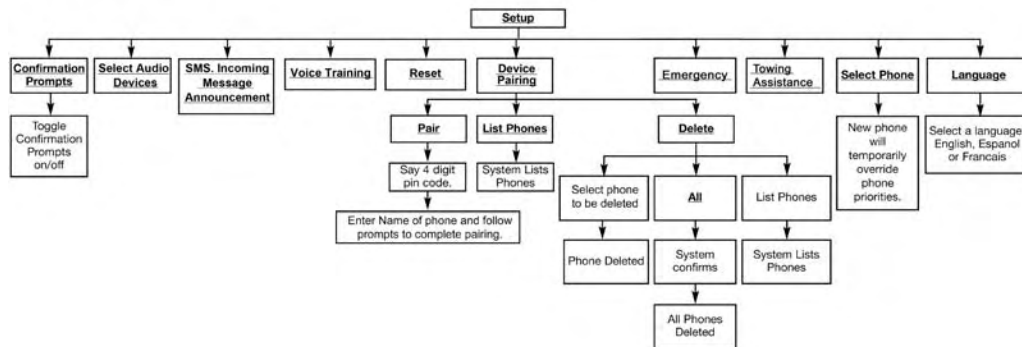 Setup
Confirmation
Prompts
Select Audio
Devices
SMS. Incoming
Message
Announcement
Voice Training
Reset
Device
Pairing
Emergency
Towing
Assistance
Select Phone
Language
Toggle
Confirmation
Prompts
on/off
Pair
List Phones
Delete
New phone
will
temporarily
override
phone
priorities.
Select a language
English, Espanol
or Francais
Say 4 digit
pin code.
System Lists
Phones
Select phone
to be deleted
All
List Phones
Enter Name of phone and follow
prompts to complete pairing.
Phone Deleted
System
confirms
System Lists
Phones
All Phones
Deleted